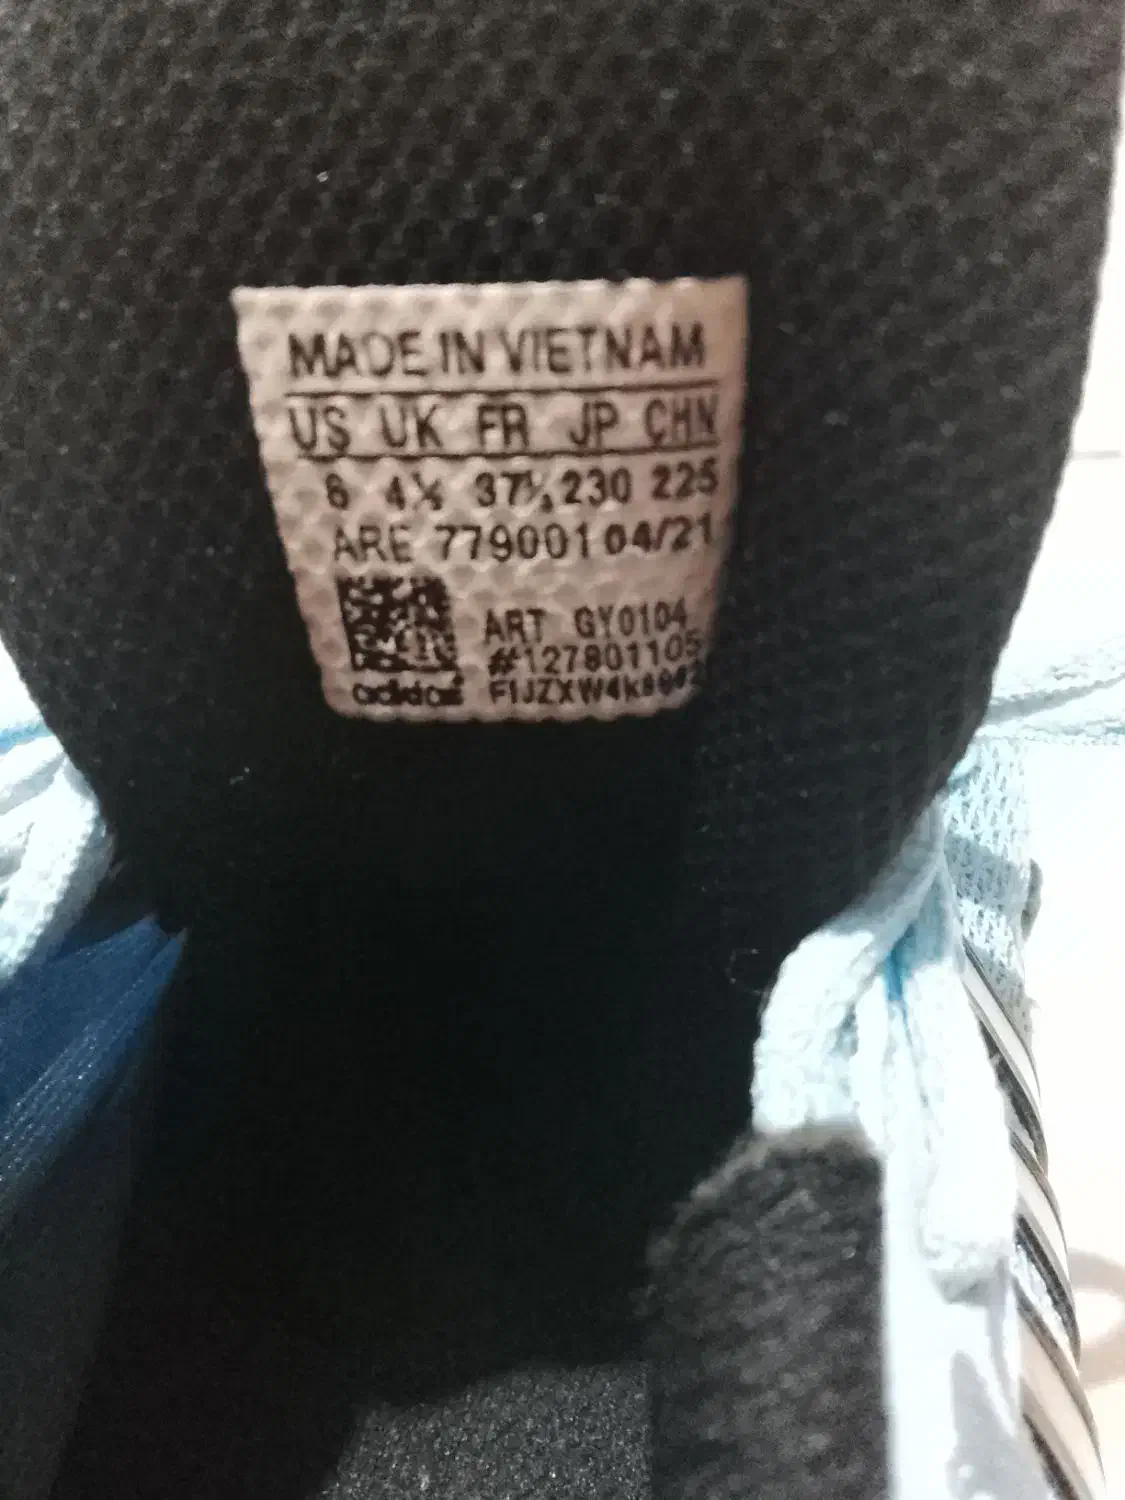 MADE IN VIETNAM
US UK FR JP CHN
6 4½ 37⅓ 230 225
ARE 779001 04/21
ART GY0104
#127801105
adidas